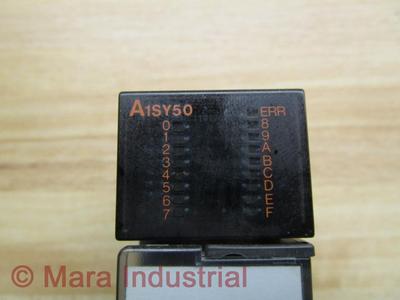 A1SY50 ERR
0 8
1 9
2 A
3 B
4 C
5 D
6 E
7 F
© Mara Industrial